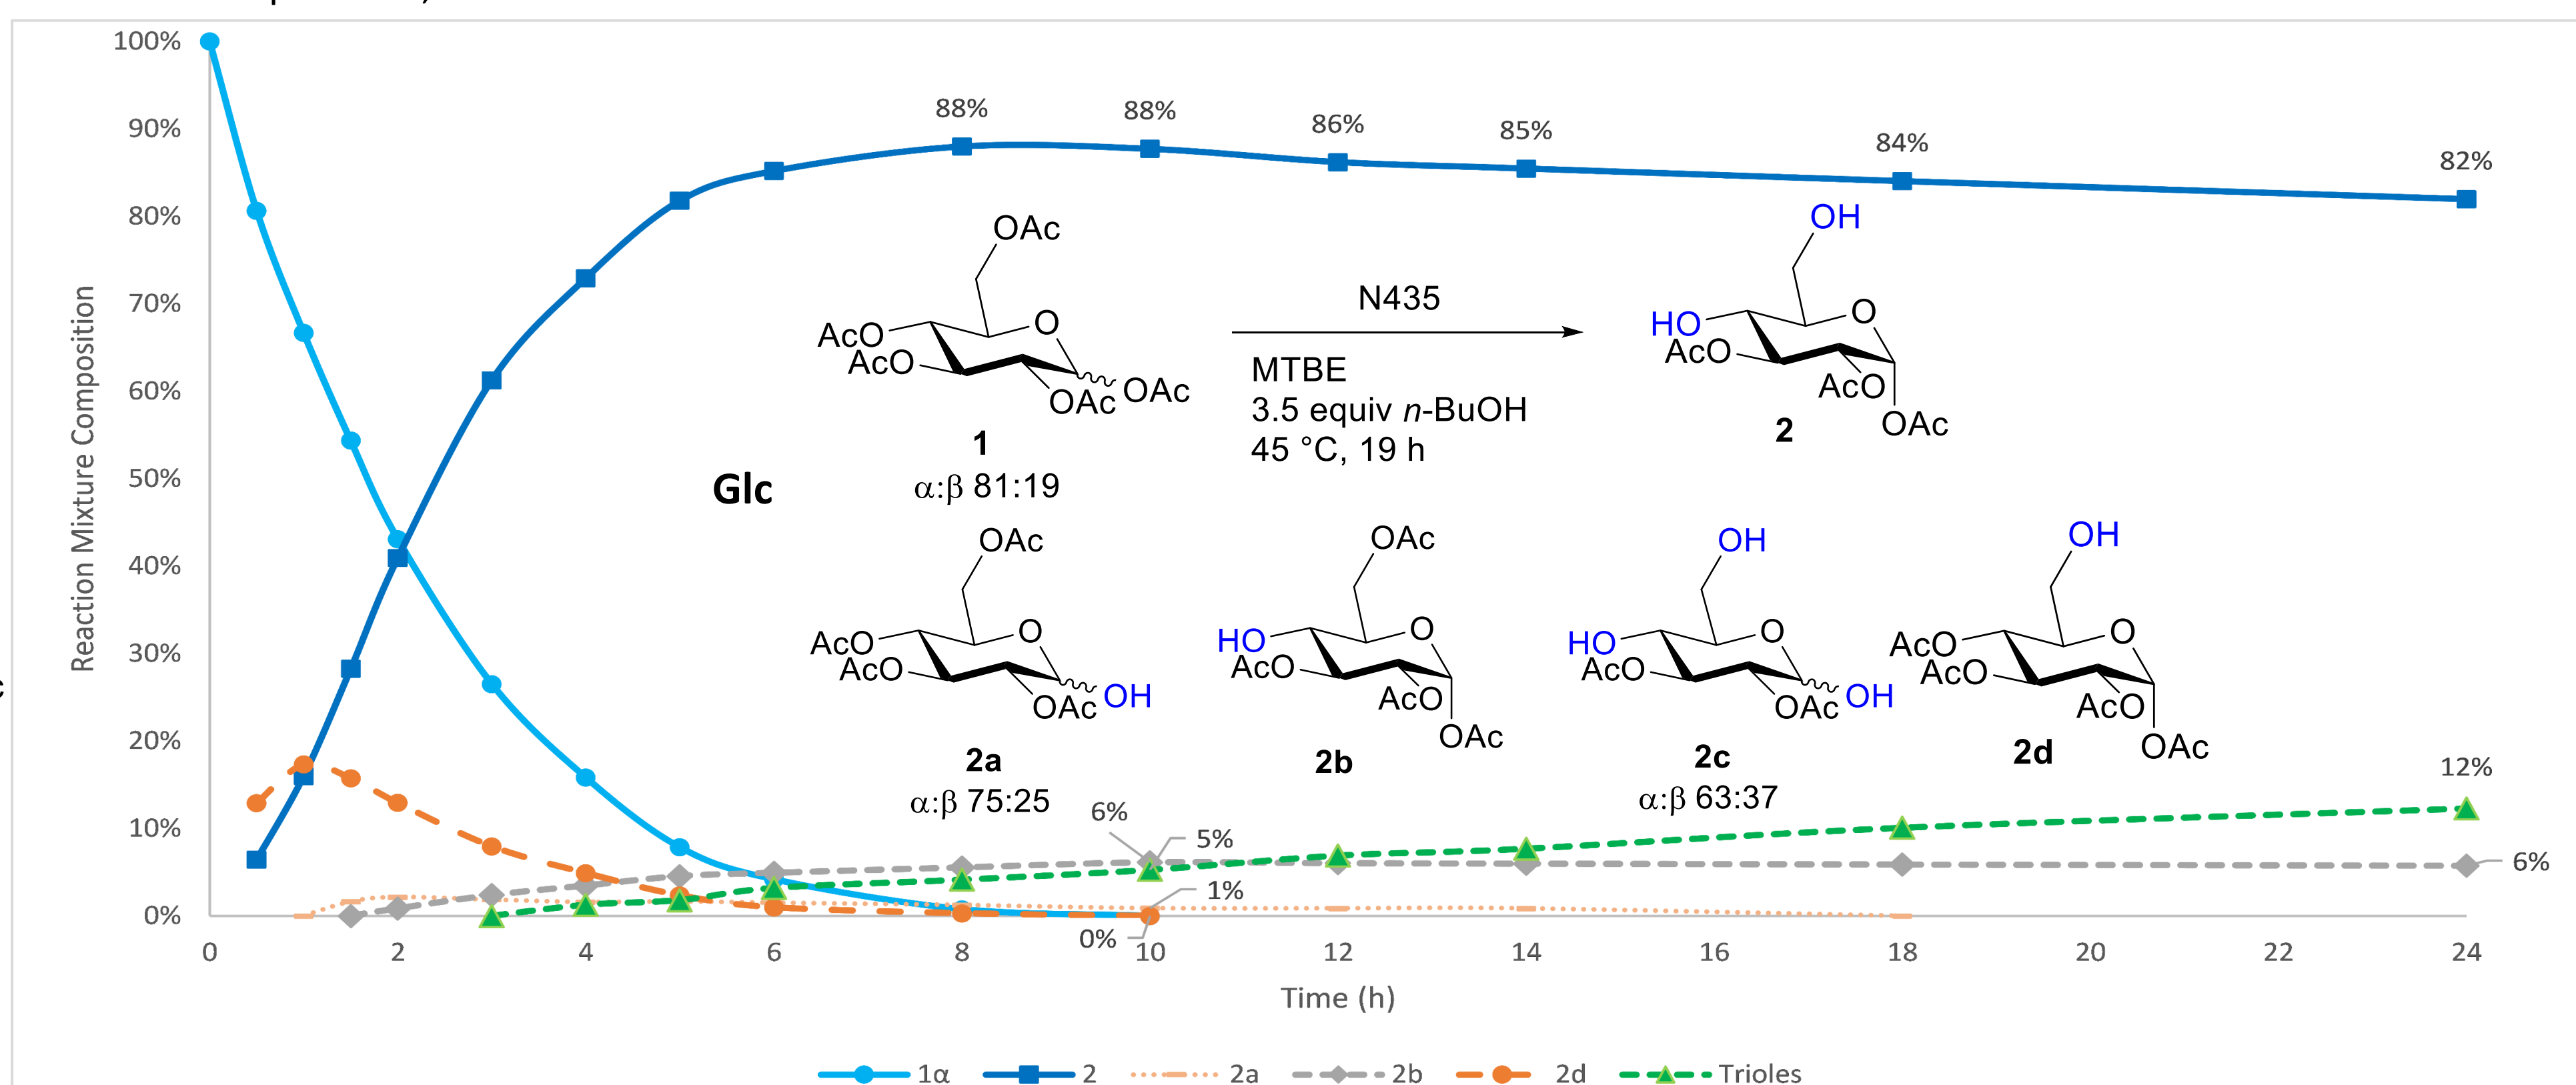 100%
90%
80%
70%
60%
50%
40%
30%
20%
10%
0%
Reaction Mixture Composition
88%
88%
86%
85%
84%
82%
OAc
O
AcO
AcO
OAc
OAc
1
α:β 81:19
Glc
N435
MTBE
3.5 equiv n-BuOH
45 °C, 19 h
OH
O
HO
AcO
AcO
OAc
2
OAc
O
AcO
AcO
OAc
OH
2a
α:β 75:25
OAc
O
HO
AcO
AcO
OAc
2b
OH
O
HO
AcO
OAc
OH
2c
α:β 63:37
OH
O
AcO
AcO
AcO
OAc
2d
6%
5%
1%
0%
12%
6%
0 2 4 6 8 10 12 14 16 18 20 22 24
Time (h)
1α 2 2a 2b 2d Trioles